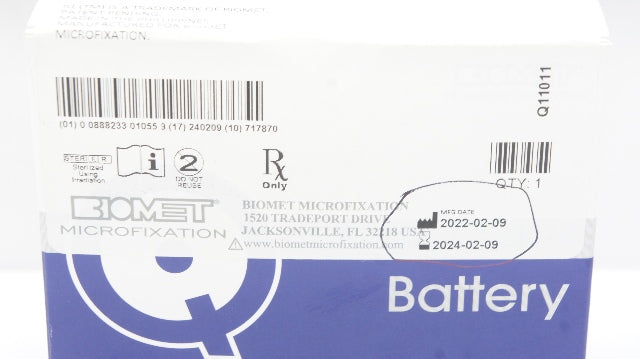 MICROFIXATION.
(01) 0 0888233 01055 9 (17) 240209 (10) 717870
STERILE R
Sterilized
Using
Irradiation
i
2
DO NOT
REUSE
Rx
Only
Q11011
QTY: 1
BIOMET
MICROFIXATION
BIOMET MICROFIXATION
1520 TRADEPORT DRIVE
JACKSONVILLE, FL 32218 USA
www.biometmicrofixation.com
MFG DATE
2022-02-09
2024-02-09
Battery